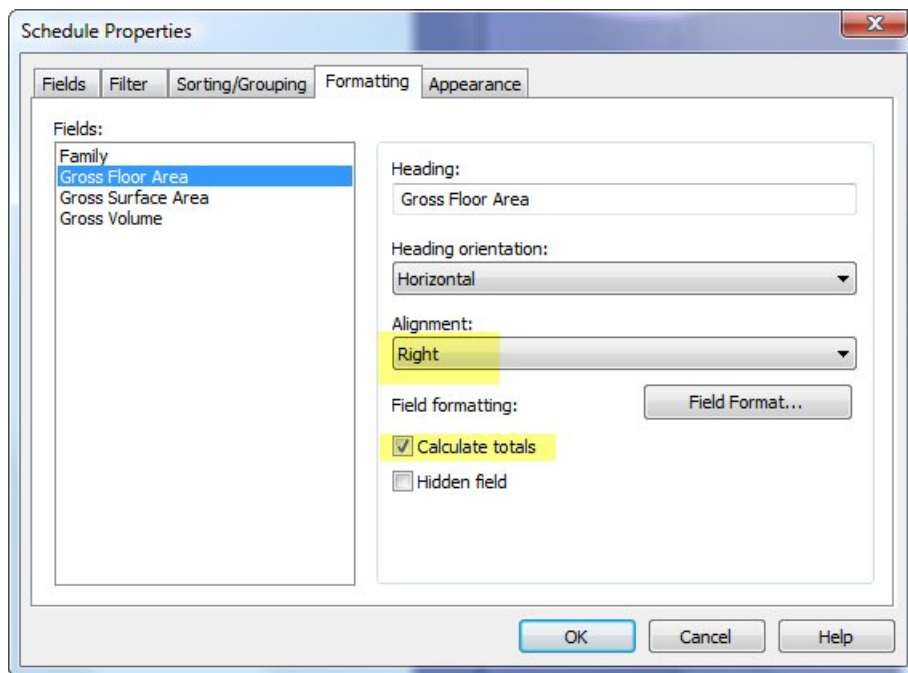 Schedule Properties
Fields Filter Sorting/Grouping Formatting Appearance
Fields:
Family
Gross Floor Area
Gross Surface Area
Gross Volume
Heading:
Gross Floor Area
Heading orientation:
Horizontal
Alignment:
Right
Field formatting:
Field Format...
Calculate totals
Hidden field
OK Cancel Help